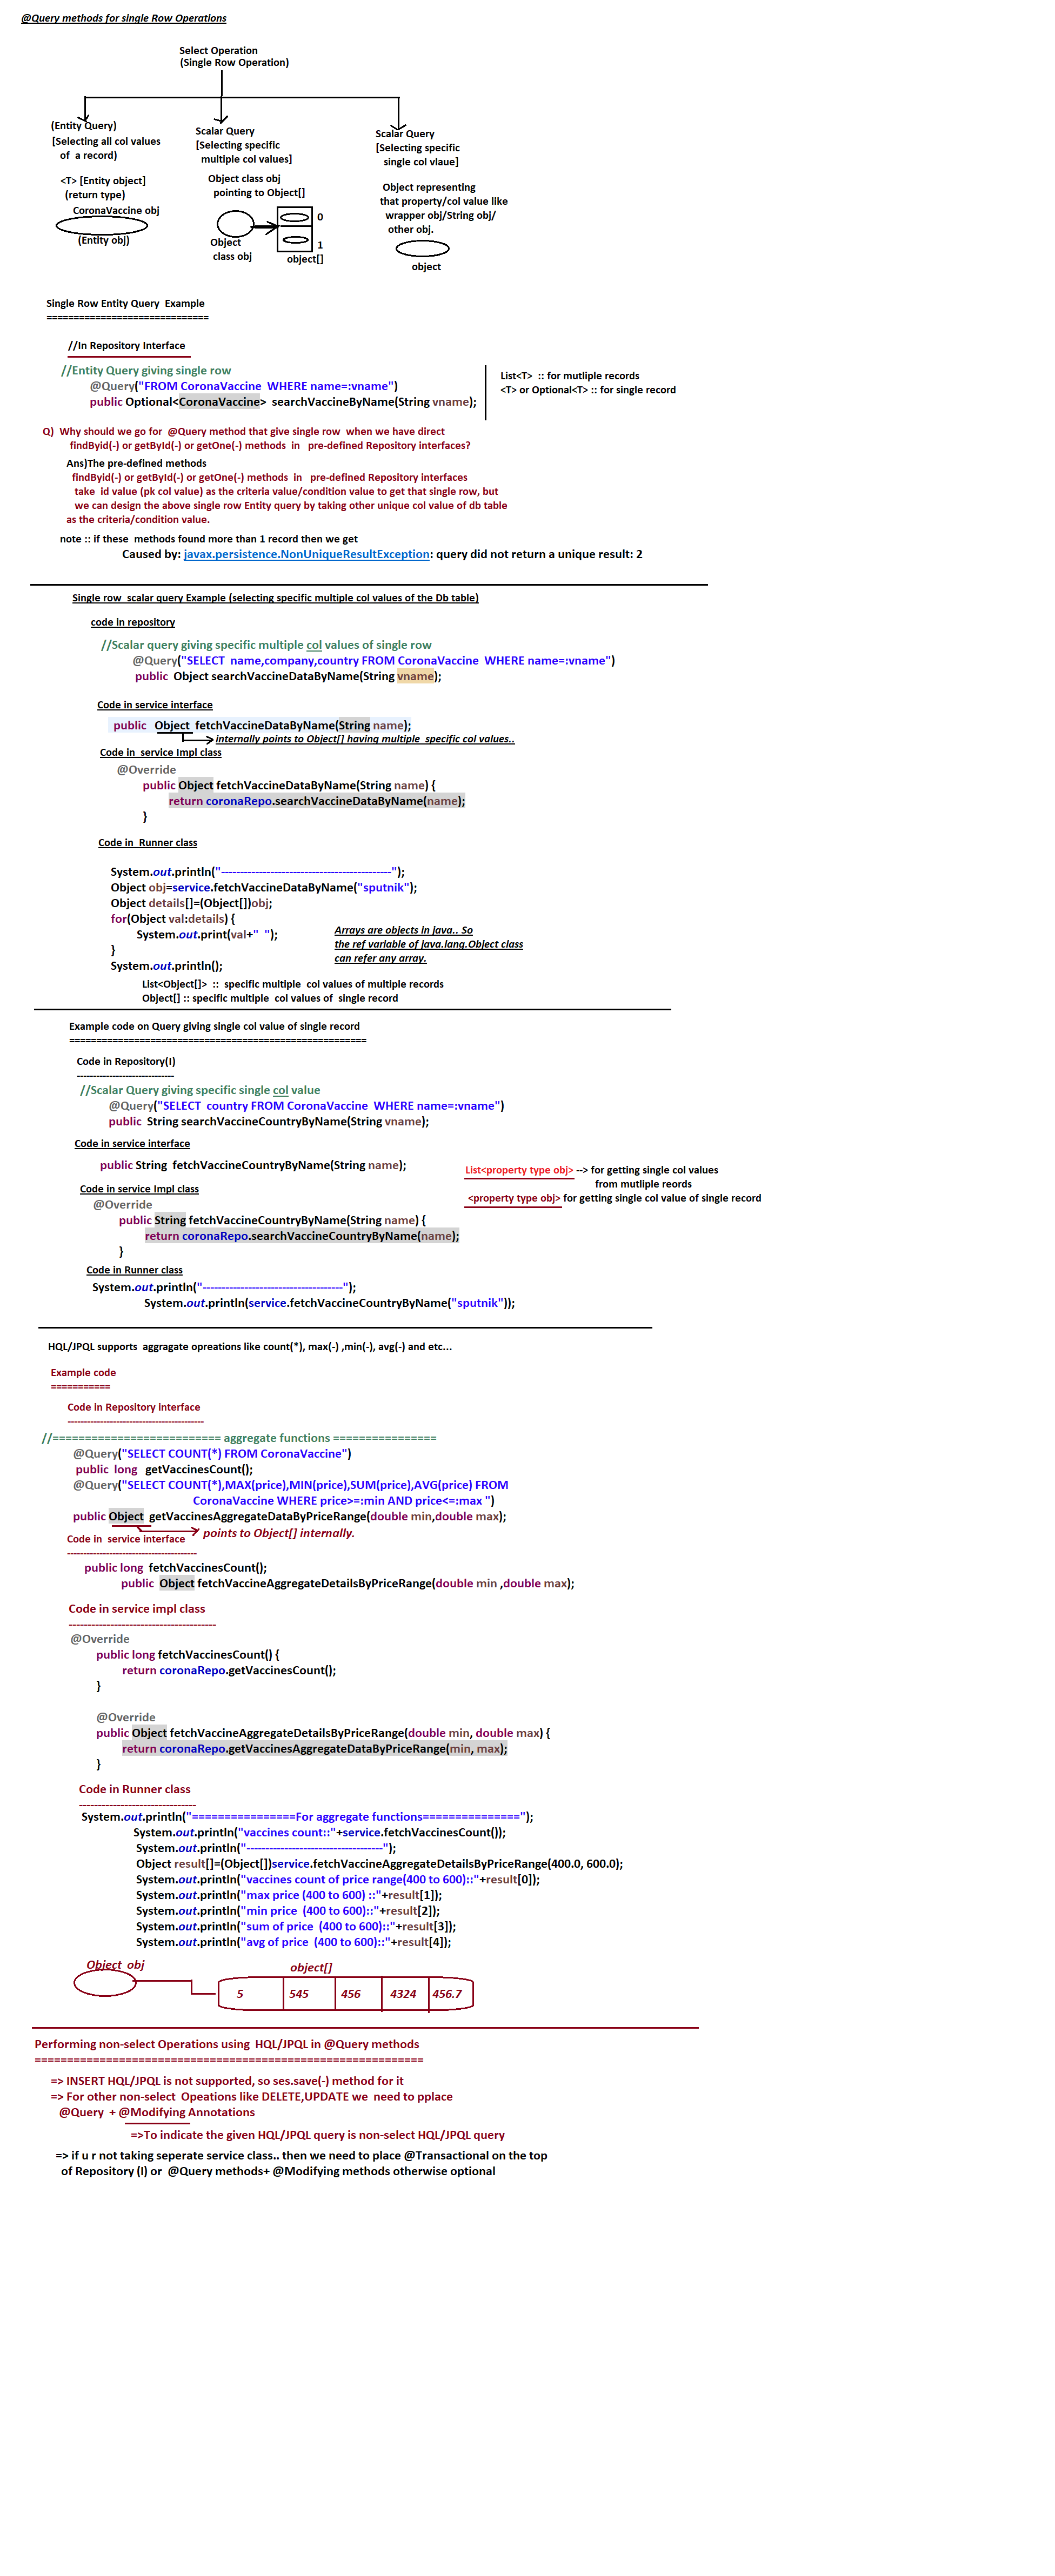 @Query methods for single Row Operations
Select Operation
(Single Row Operation)
(Entity Query)
[Selecting all col values
of a record)
<T> [Entity object]
(return type)
CoronaVaccine obj
(Entity obj)
Scalar Query
[Selecting specific
multiple col values]
Object class obj
pointing to Object[]
0
1
Object
class obj
object[]
Scalar Query
[Selecting specific
single col vlaue]
Object representing
that property/col value like
wrapper obj/String obj/
other obj.
object
Single Row Entity Query Example
==============================
//In Repository Interface
//Entity Query giving single row
@Query("FROM CoronaVaccine WHERE name=:vname")
public Optional<CoronaVaccine> searchVaccineByName(String vname);
List<T> :: for mutliple records
<T> or Optional<T> :: for single record
Q) Why should we go for @Query method that give single row when we have direct
findByid(-) or getById(-) or getOne(-) methods in pre-defined Repository interfaces?
Ans)The pre-defined methods
findByid(-) or getById(-) or getOne(-) methods in pre-defined Repository interfaces
take id value (pk col value) as the criteria value/condition value to get that single row, but
we can design the above single row Entity query by taking other unique col value of db table
as the criteria/condition value.
note :: if these methods found more than 1 record then we get
Caused by: javax.persistence.NonUniqueResultException: query did not return a unique result: 2
Single row scalar query Example (selecting specific multiple col values of the Db table)
code in repository
//Scalar query giving specific multiple col values of single row
@Query("SELECT name,company,country FROM CoronaVaccine WHERE name=:vname")
public Object searchVaccineDataByName(String vname);
Code in service interface
public Object fetchVaccineDataByName(String name);
internally points to Object[] having multiple specific col values..
Code in service Impl class
@Override
public Object fetchVaccineDataByName(String name) {
return coronaRepo.searchVaccineDataByName(name);
}
Code in Runner class
System.out.println("---------------------------------------------");
Object obj=service.fetchVaccineDataByName("sputnik");
Object details[]=(Object[])obj;
for(Object val:details) {
System.out.print(val+" ");
}
System.out.println();
Arrays are objects in java.. So
the ref variable of java.lang.Object class
can refer any array.
List<Object[]> :: specific multiple col values of multiple records
Object[] :: specific multiple col values of single record
Example code on Query giving single col value of single record
=======================================================
Code in Repository(I)
------------------------------
//Scalar Query giving specific single col value
@Query("SELECT country FROM CoronaVaccine WHERE name=:vname")
public String searchVaccineCountryByName(String vname);
Code in service interface
public String fetchVaccineCountryByName(String name);
List<property type obj> --> for getting single col values
from mutliple reords
<property type obj> for getting single col value of single record
Code in service Impl class
@Override
public String fetchVaccineCountryByName(String name) {
return coronaRepo.searchVaccineCountryByName(name);
}
Code in Runner class
System.out.println("-------------------------------------");
System.out.println(service.fetchVaccineCountryByName("sputnik"));
HQL/JPQL supports aggragate opreations like count(*), max(-) ,min(-), avg(-) and etc...
Example code
===========
Code in Repository interface
------------------------------------------
//========================== aggregate functions ================
@Query("SELECT COUNT(*) FROM CoronaVaccine")
public long getVaccinesCount();
@Query("SELECT COUNT(*),MAX(price),MIN(price),SUM(price),AVG(price) FROM
CoronaVaccine WHERE price>=:min AND price<=:max ")
public Object getVaccinesAggregateDataByPriceRange(double min,double max);
points to Object[] internally.
Code in service interface
----------------------------------------
public long fetchVaccinesCount();
public Object fetchVaccineAggregateDetailsByPriceRange(double min ,double max);
Code in service impl class
---------------------------------------
@Override
public long fetchVaccinesCount() {
return coronaRepo.getVaccinesCount();
}
@Override
public Object fetchVaccineAggregateDetailsByPriceRange(double min, double max) {
return coronaRepo.getVaccinesAggregateDataByPriceRange(min, max);
}
Code in Runner class
-------------------------------
System.out.println("================For aggregate functions===============");
System.out.println("vaccines count::"+service.fetchVaccinesCount());
System.out.println("------------------------------------");
Object result[]=(Object[])service.fetchVaccineAggregateDetailsByPriceRange(400.0, 600.0);
System.out.println("vaccines count of price range(400 to 600)::"+result[0]);
System.out.println("max price (400 to 600) ::"+result[1]);
System.out.println("min price (400 to 600)::"+result[2]);
System.out.println("sum of price (400 to 600)::"+result[3]);
System.out.println("avg of price (400 to 600)::"+result[4]);
Object obj
object[]
5 545 456 4324 456.7
Performing non-select Operations using HQL/JPQL in @Query methods
============================================================
=> INSERT HQL/JPQL is not supported, so ses.save(-) method for it
=> For other non-select Opeations like DELETE,UPDATE we need to pplace
@Query + @Modifying Annotations
=>To indicate the given HQL/JPQL query is non-select HQL/JPQL query
=> if u r not taking seperate service class.. then we need to place @Transactional on the top
of Repository (I) or @Query methods+ @Modifying methods otherwise optional